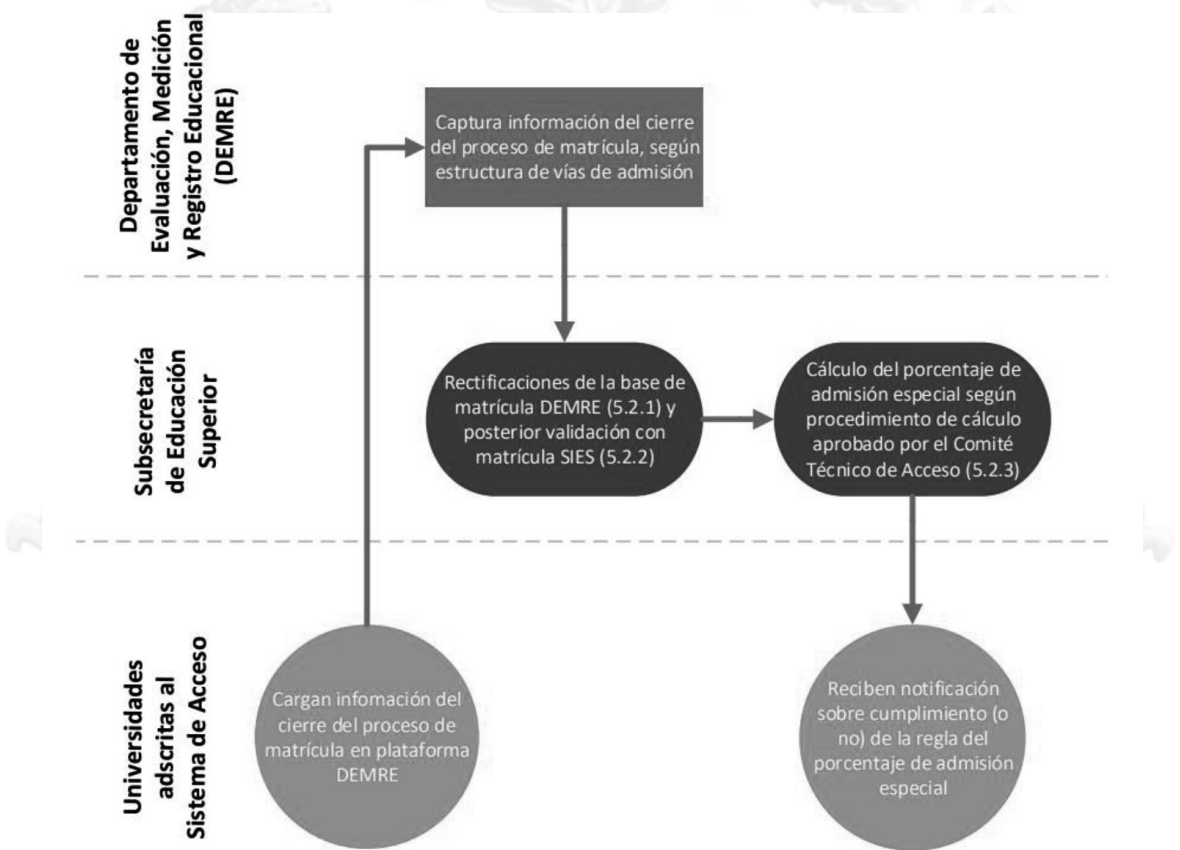 Departamento de
Evaluación, Medición
y Registro Educacional
(DEMRE)
Captura información del cierre
del proceso de matrícula, según
estructura de vías de admisión
Subsecretaría
de Educación
Superior
Rectificaciones de la base de
matrícula DEMRE (5.2.1) y
posterior validación con
matrícula SIES (5.2.2)
Cálculo del porcentaje de
admisión especial según
procedimiento de cálculo
aprobado por el Comité
Técnico de Acceso (5.2.3)
Universidades
adscritas al
Sistema de Acceso
Cargan infomación del
cierre del proceso de
matrícula en plataforma
DEMRE
Reciben notificación
sobre cumplimiento (o
no) de la regla del
porcentaje de admisión
especial